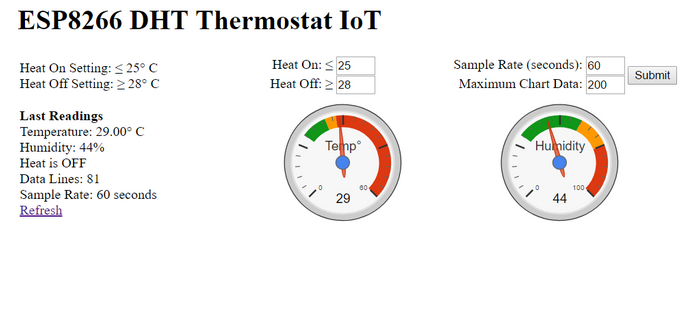 ESP8266 DHT Thermostat IoT
Heat On Setting: ≤ 25° C
Heat Off Setting: ≥ 28° C
Last Readings
Temperature: 29.00° C
Humidity: 44%
Heat is OFF
Data Lines: 81
Sample Rate: 60 seconds
Refresh
Heat On: ≤ 25
Heat Off: ≥ 28
Sample Rate (seconds): 60
Maximum Chart Data: 200
Submit
Temp°
0 60
29
Humidity
0 100
44